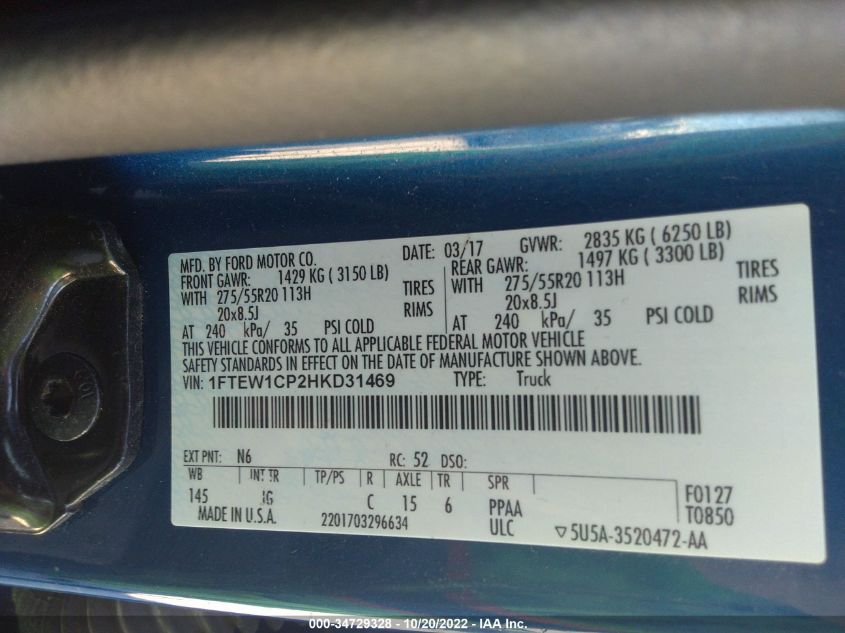 MFD. BY FORD MOTOR CO. DATE: 03/17 GVWR: 2835 KG ( 6250 LB)
FRONT GAWR: 1429 KG ( 3150 LB) REAR GAWR: 1497 KG ( 3300 LB)
WITH 275/55R20 113H TIRES WITH 275/55R20 113H TIRES
20x8.5J RIMS 20x8.5J RIMS
AT 240 kPa/ 35 PSI COLD AT 240 kPa/ 35 PSI COLD
THIS VEHICLE CONFORMS TO ALL APPLICABLE FEDERAL MOTOR VEHICLE
SAFETY STANDARDS IN EFFECT ON THE DATE OF MANUFACTURE SHOWN ABOVE.
VIN: 1FTEW1CP2HKD31469 TYPE: Truck
EXT PNT: N6 RC: 52 DSO:
WB INT TR TP/PS R AXLE TR SPR
145 IG C 15 6 PPAA F0127
MADE IN U.S.A. 2201703296634 ULC T0850
▽5U5A-3520472-AA
000-34729328 - 10/20/2022 - IAA Inc.